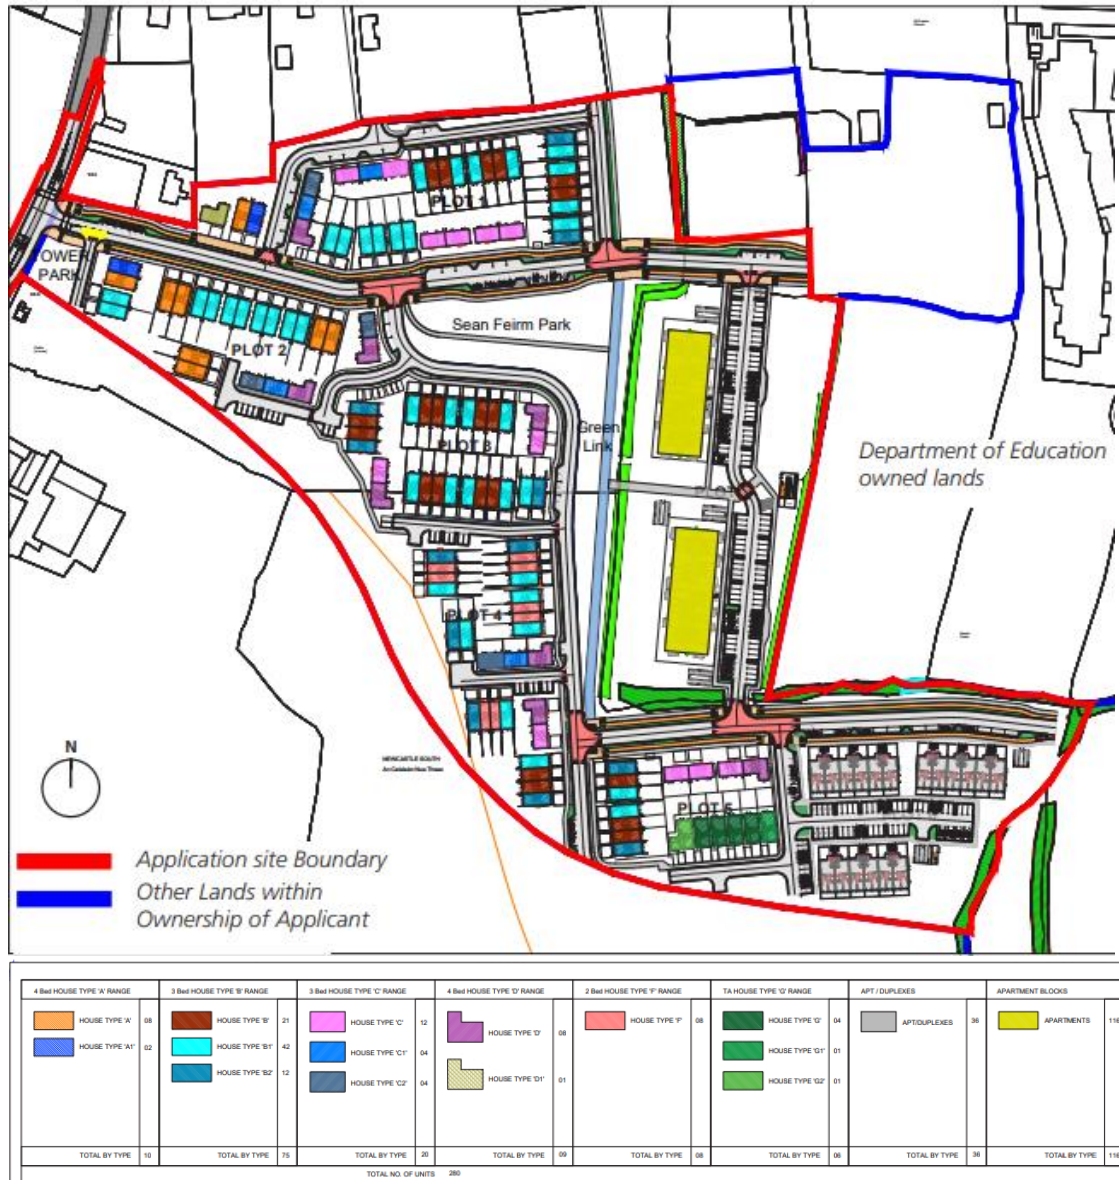 TOWER
PARK
PLOT 1
PLOT 2
Sean Feirm Park
PLOT 3
Green
Link
Department of Education
owned lands
PLOT 4
NEWCASTLE SOUTH
PLOT 5
N
Application site Boundary
Other Lands within
Ownership of Applicant
4 Bed HOUSE TYPE 'A' RANGE
HOUSE TYPE 'A' 08
HOUSE TYPE 'A1' 02
TOTAL BY TYPE 10
3 Bed HOUSE TYPE 'B' RANGE
HOUSE TYPE 'B' 21
HOUSE TYPE 'B1' 42
HOUSE TYPE 'B2' 12
TOTAL BY TYPE 75
3 Bed HOUSE TYPE 'C' RANGE
HOUSE TYPE 'C' 12
HOUSE TYPE 'C1' 04
HOUSE TYPE 'C2' 04
TOTAL BY TYPE 20
4 Bed HOUSE TYPE 'D' RANGE
HOUSE TYPE 'D' 08
HOUSE TYPE 'D1' 01
TOTAL BY TYPE 09
2 Bed HOUSE TYPE 'F' RANGE
HOUSE TYPE 'F' 08
TOTAL BY TYPE 08
TA HOUSE TYPE 'G' RANGE
HOUSE TYPE 'G' 04
HOUSE TYPE 'G1' 01
HOUSE TYPE 'G2' 01
TOTAL BY TYPE 06
APT / DUPLEXES
APT/DUPLEXES 36
TOTAL BY TYPE 36
APARTMENT BLOCKS
APARTMENTS 116
TOTAL BY TYPE 116
TOTAL NO. OF UNITS 280